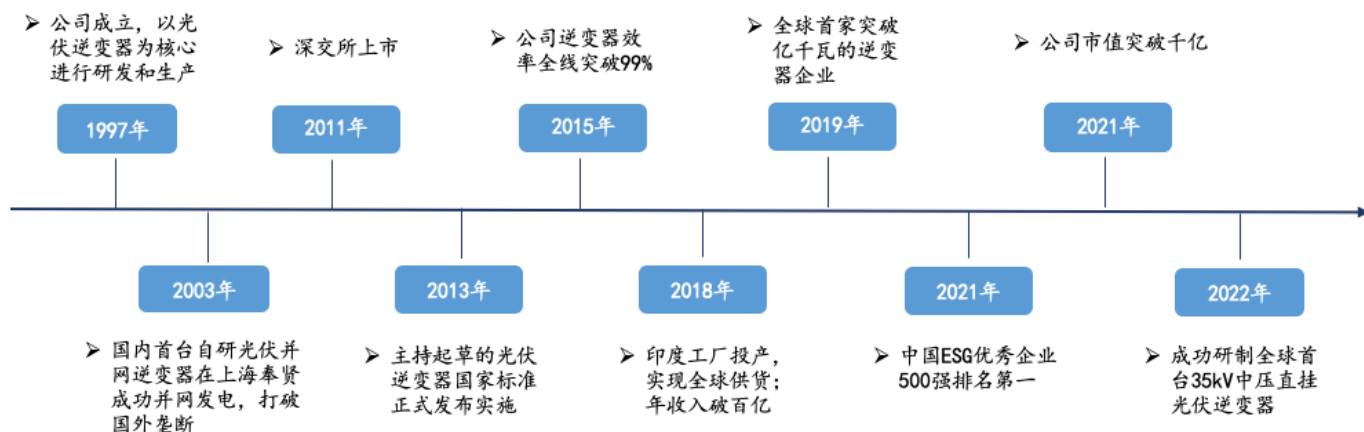 ➢ 公司成立，以光
伏逆变器为核心
进行研发和生产
➢ 深交所上市
➢ 公司逆变器效
率全线突破99%
➢ 全球首家突破
亿千瓦的逆变
器企业
➢ 公司市值突破千亿
1997年
2011年
2015年
2019年
2021年
2003年
2013年
2018年
2021年
2022年
➢ 国内首台自研光伏并
网逆变器在上海奉贤
成功并网发电，打破
国外垄断
➢ 主持起草的光伏
逆变器国家标准
正式发布实施
➢ 印度工厂投产，
实现全球供货；
年收入破百亿
➢ 中国ESG优秀企业
500强排名第一
➢ 成功研制全球首
台35kV中压直挂
光伏逆变器